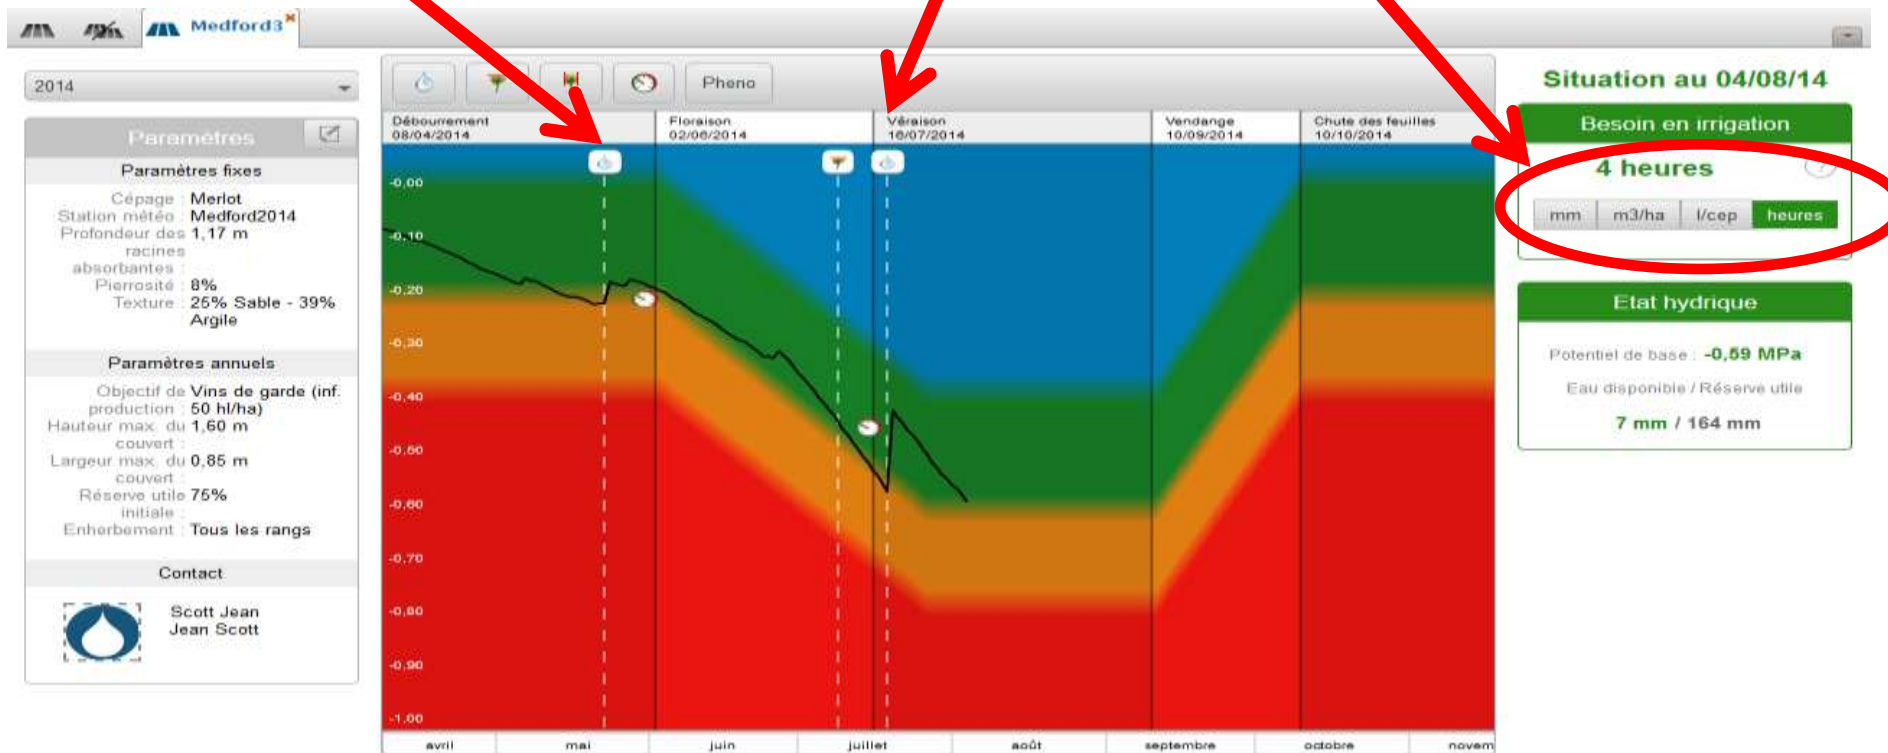 Medford3
2014
Paramètres
Paramètres fixes
Cépage : Merlot
Station météo : Medford2014
Profondeur des 1,17 m
racines
absorbantes :
Pierrosité : 8%
Texture : 25% Sable - 39%
Argile
Paramètres annuels
Objectif de Vins de garde (inf.
production : 50 hl/ha)
Hauteur max. du 1,60 m
couvert :
Largeur max. du 0,85 m
couvert :
Réserve utile 75%
initiale :
Enherbement : Tous les rangs
Contact
Scott Jean
Jean Scott
Pheno
Débourrement
08/04/2014
Floraison
02/06/2014
Véraison
16/07/2014
Vendange
10/09/2014
Chute des feuilles
10/10/2014
-0,00
-0,10
-0,20
-0,30
-0,40
-0,50
-0,60
-0,70
-0,80
-0,90
-1,00
avril mai juin juillet août septembre octobre novem
Situation au 04/08/14
Besoin en irrigation
4 heures
?
mm m3/ha l/cep heures
Etat hydrique
Potentiel de base : -0,59 MPa
Eau disponible / Réserve utile
7 mm / 164 mm